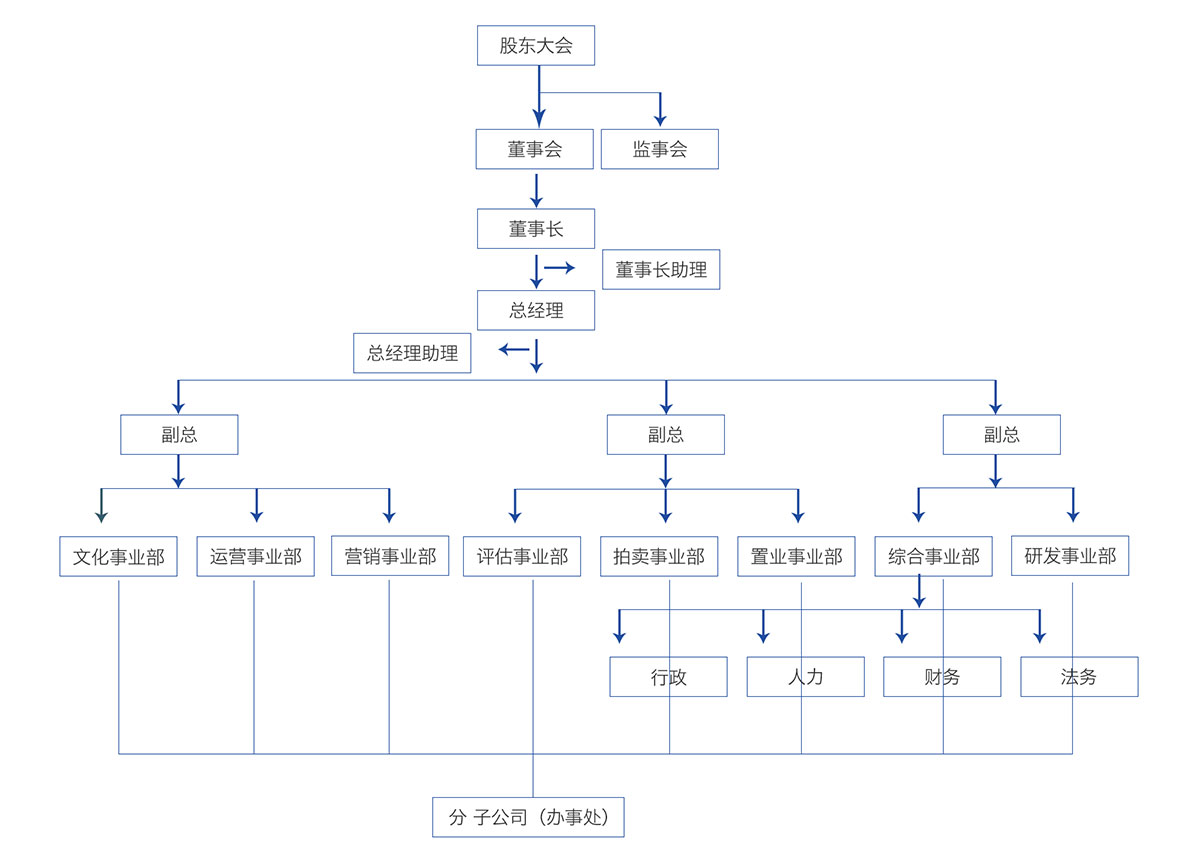 股东大会
董事会
监事会
董事长
董事长助理
总经理
总经理助理
副总
副总
副总
文化事业部
运营事业部
营销事业部
评估事业部
拍卖事业部
置业事业部
综合事业部
研发事业部
行政
人力
财务
法务
分 子公司（办事处）